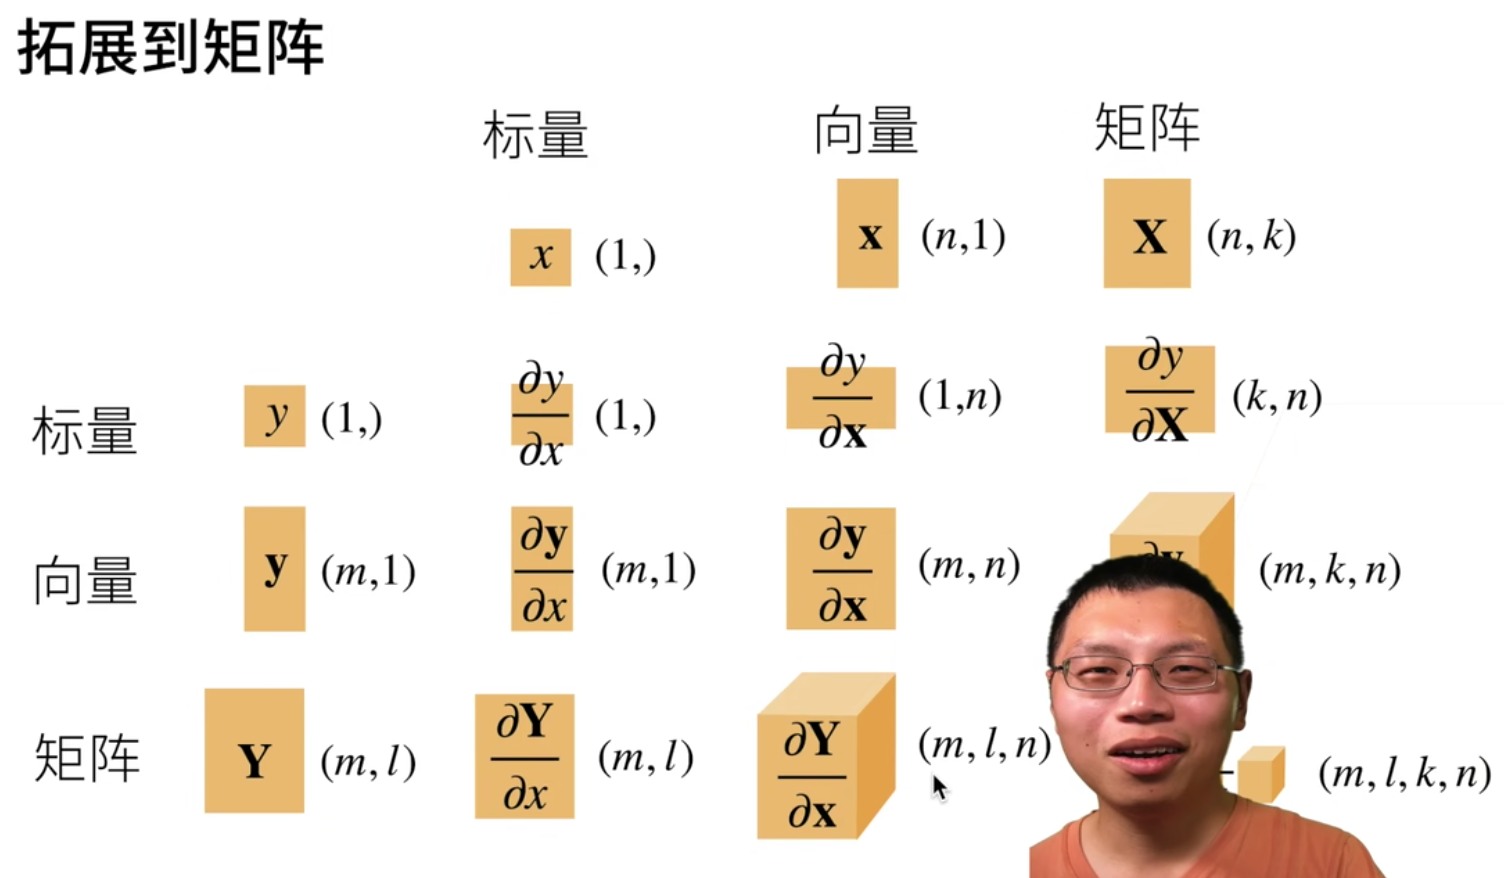 拓展到矩阵
标量 向量 矩阵
x (1,) x (n,1) X (n, k)
标量 y (1,) ∂y/∂x (1,) ∂y/∂x (1,n) ∂y/∂X (k, n)
向量 y (m,1) ∂y/∂x (m,1) ∂y/∂x (m, n) (m, k, n)
矩阵 Y (m, l) ∂Y/∂x (m, l) ∂Y/∂x (m, l, n) (m, l, k, n)